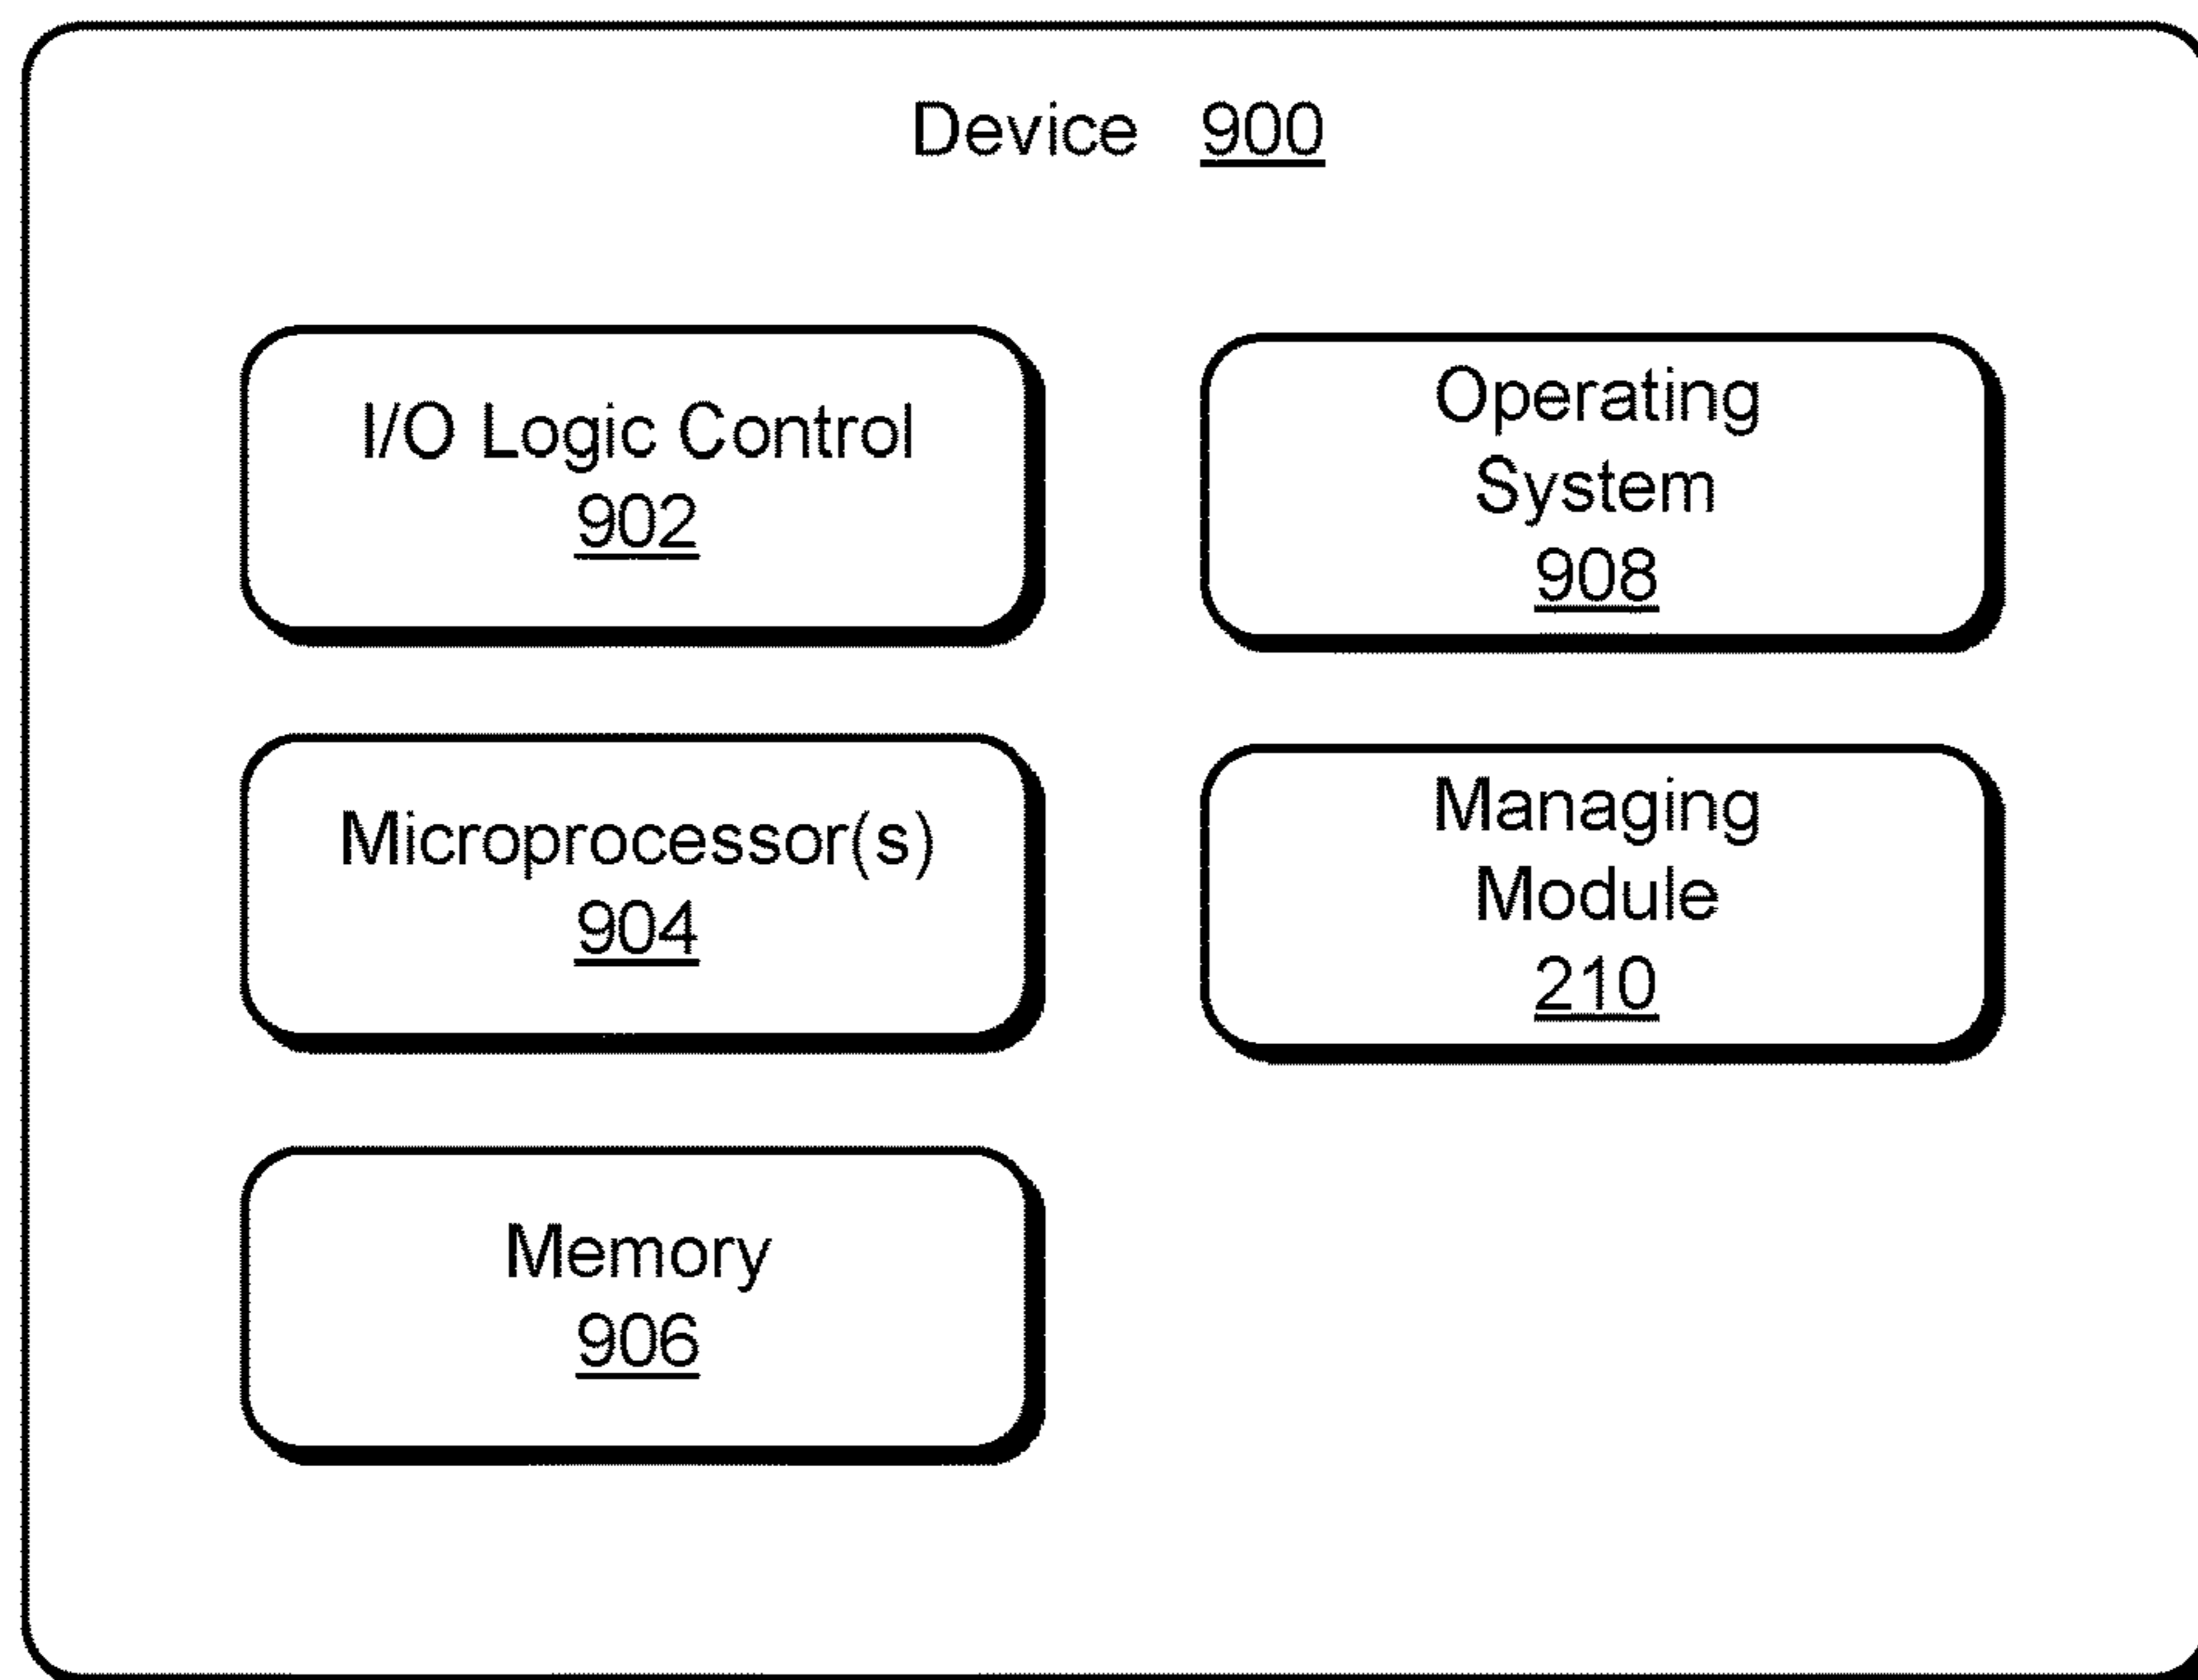 Device 900
I/O Logic Control
902
Microprocessor(s)
904
Memory
906
Operating
System
908
Managing
Module
210